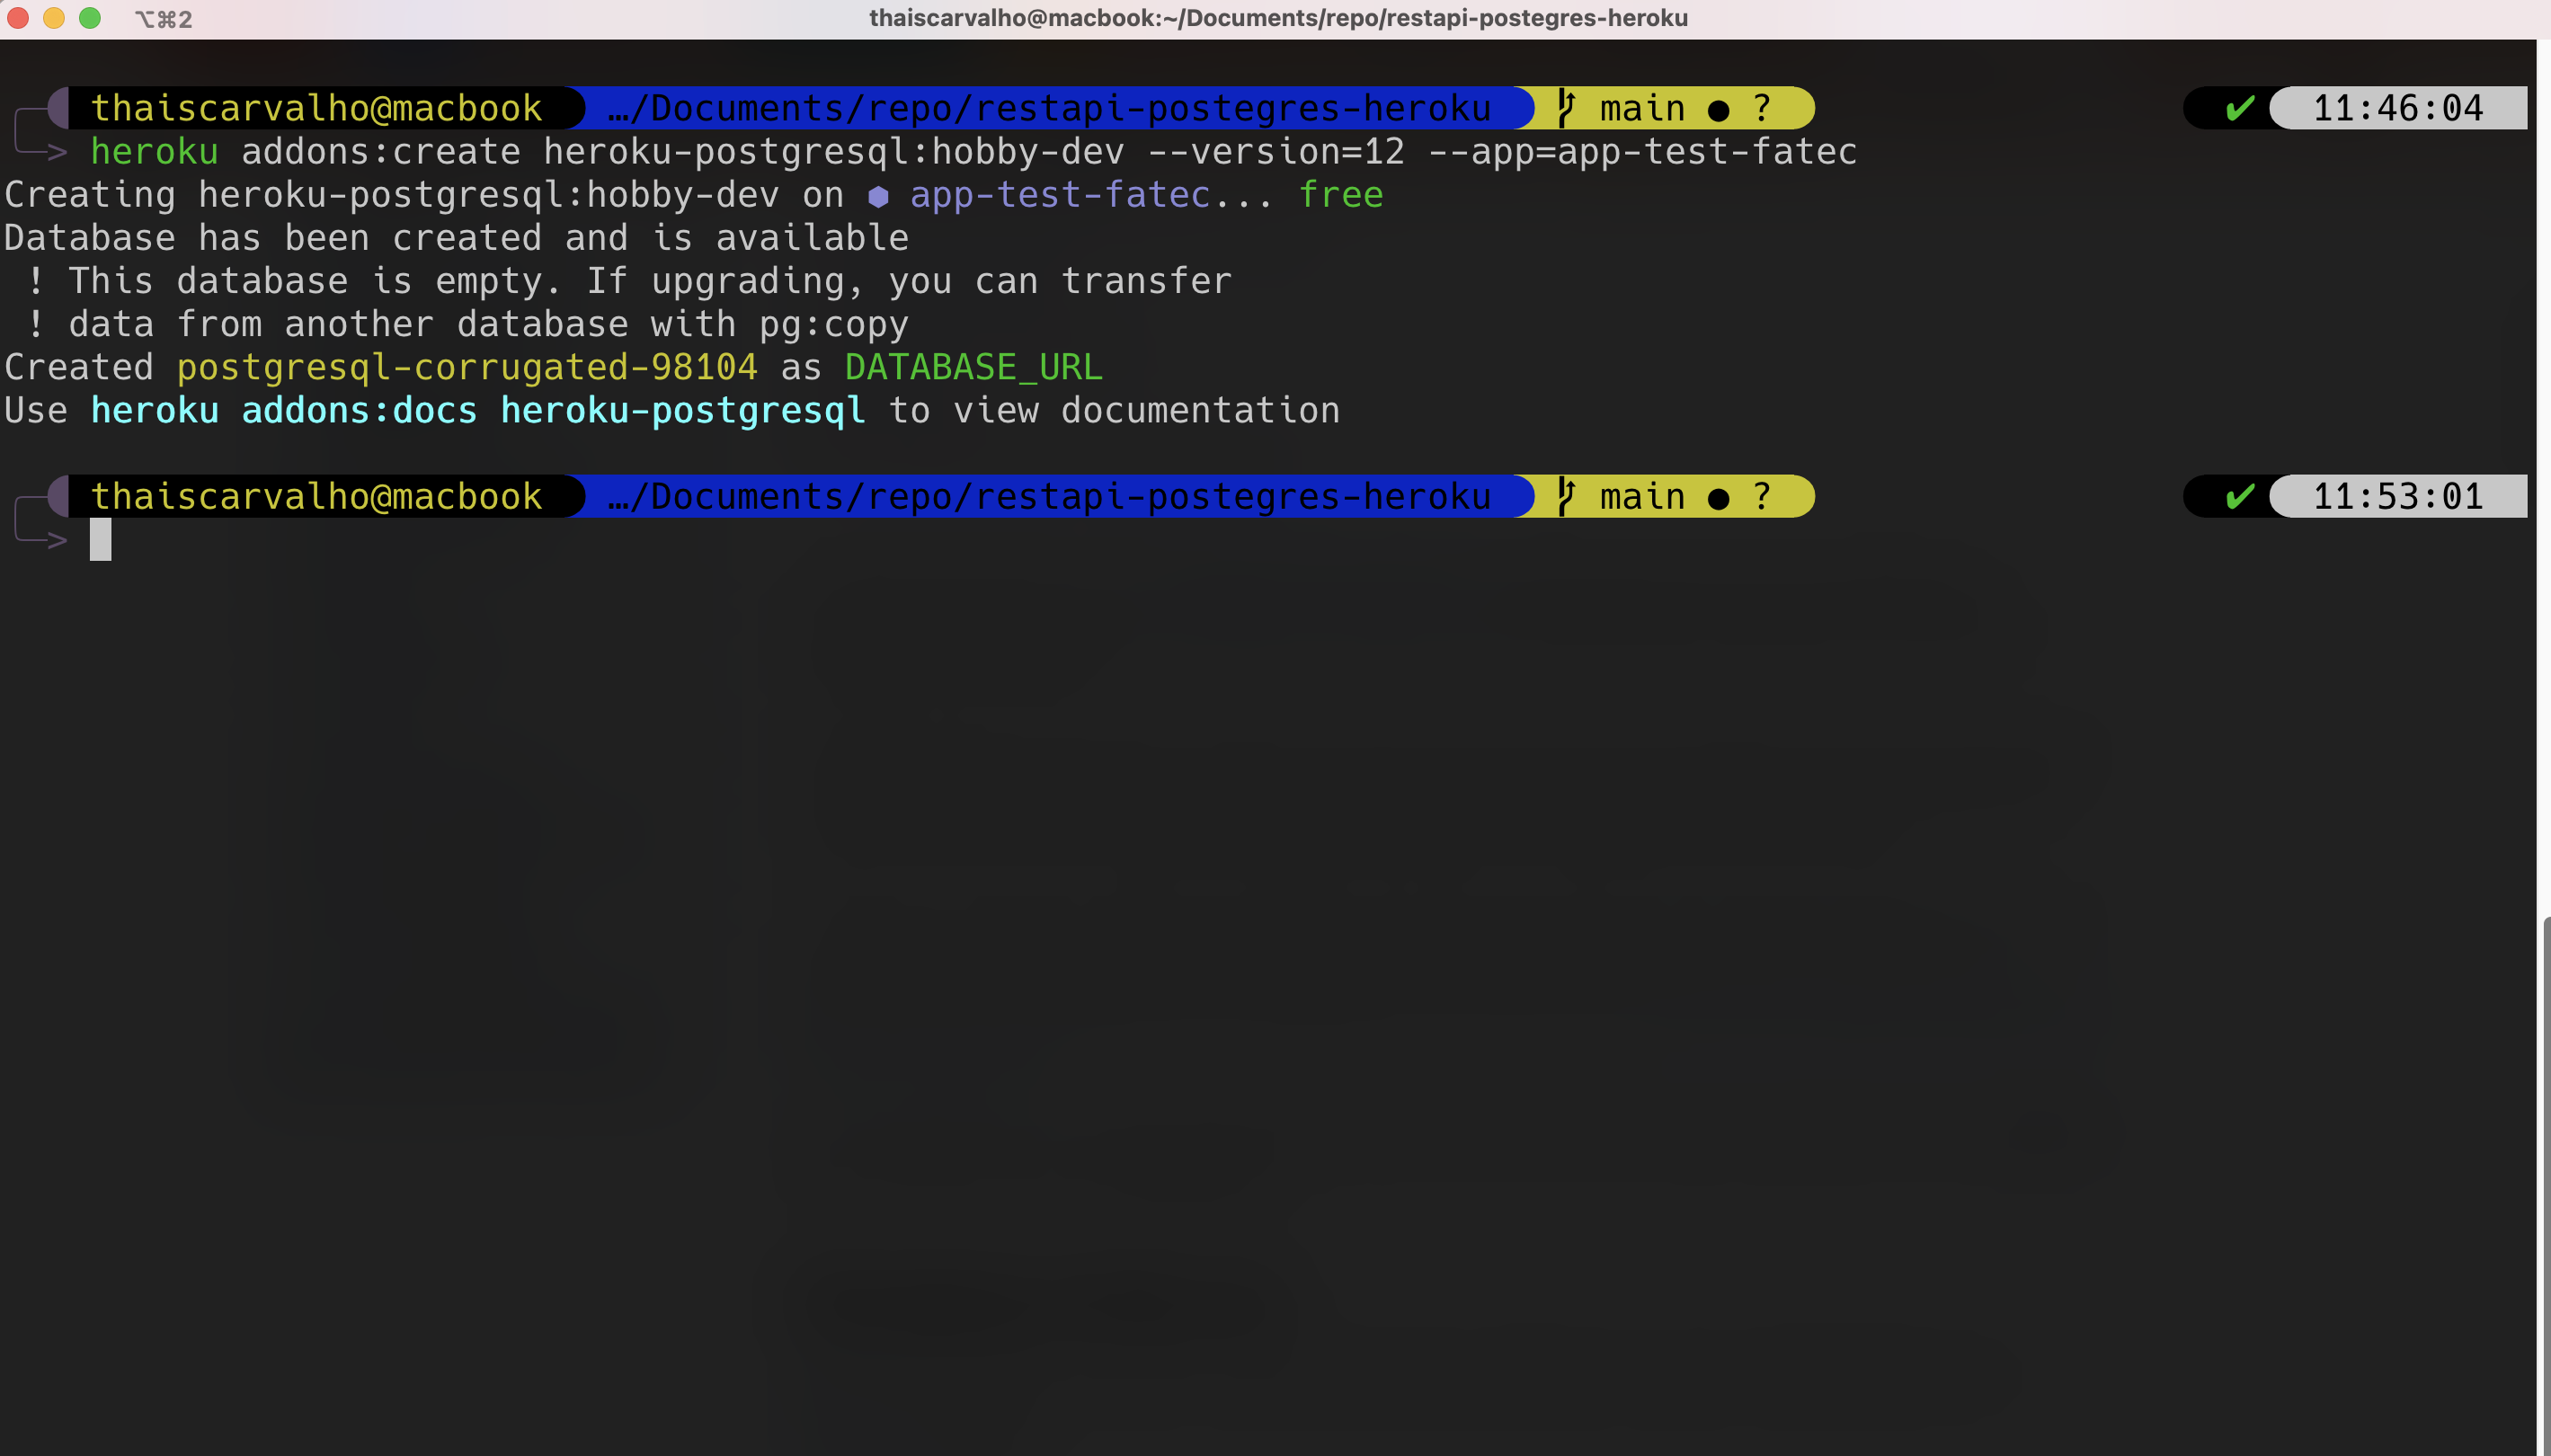 ⌥⌘2 thaiscarvalho@macbook:~/Documents/repo/restapi-postegres-heroku
thaiscarvalho@macbook …/Documents/repo/restapi-postegres-heroku main ● ? ✔ 11:46:04
> heroku addons:create heroku-postgresql:hobby-dev --version=12 --app=app-test-fatec
Creating heroku-postgresql:hobby-dev on ⬢ app-test-fatec... free
Database has been created and is available
! This database is empty. If upgrading, you can transfer
! data from another database with pg:copy
Created postgresql-corrugated-98104 as DATABASE_URL
Use heroku addons:docs heroku-postgresql to view documentation
thaiscarvalho@macbook …/Documents/repo/restapi-postegres-heroku main ● ? ✔ 11:53:01
>